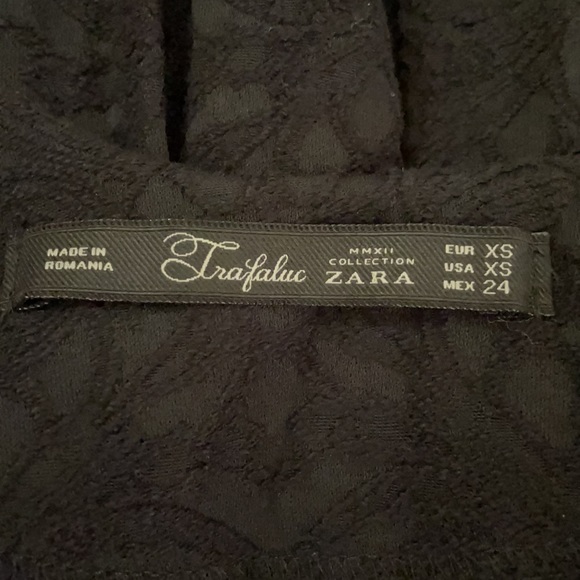 MADE IN
ROMANIA
Trafaluc
MMXII
COLLECTION
ZARA
EUR XS
USA XS
MEX 24